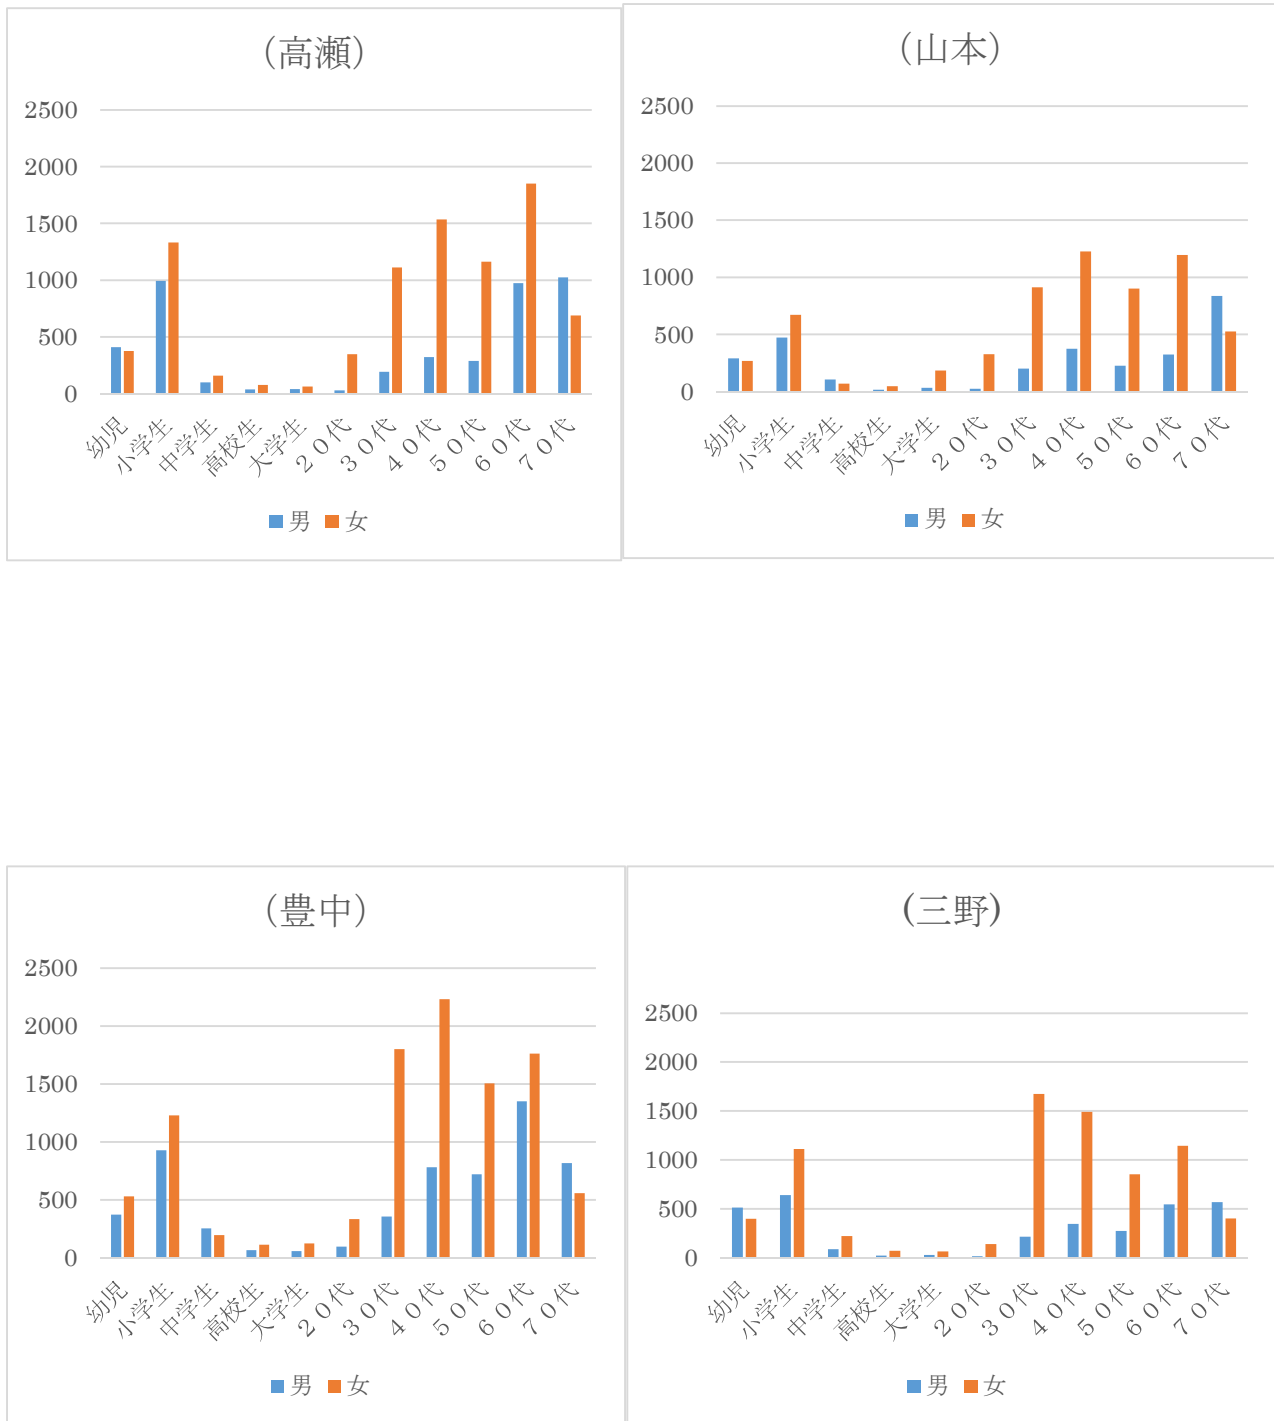 （高瀬）
2500
2000
1500
1000
500
0
幼児
小学生
中学生
高校生
大学生
２０代
３０代
４０代
５０代
６０代
７０代
男 女
（山本）
2500
2000
1500
1000
500
0
幼児
小学生
中学生
高校生
大学生
２０代
３０代
４０代
５０代
６０代
７０代
男 女
（豊中）
2500
2000
1500
1000
500
0
幼児
小学生
中学生
高校生
大学生
２０代
３０代
４０代
５０代
６０代
７０代
男 女
(三野)
2500
2000
1500
1000
500
0
幼児
小学生
中学生
高校生
大学生
２０代
３０代
４０代
５０代
６０代
７０代
男 女